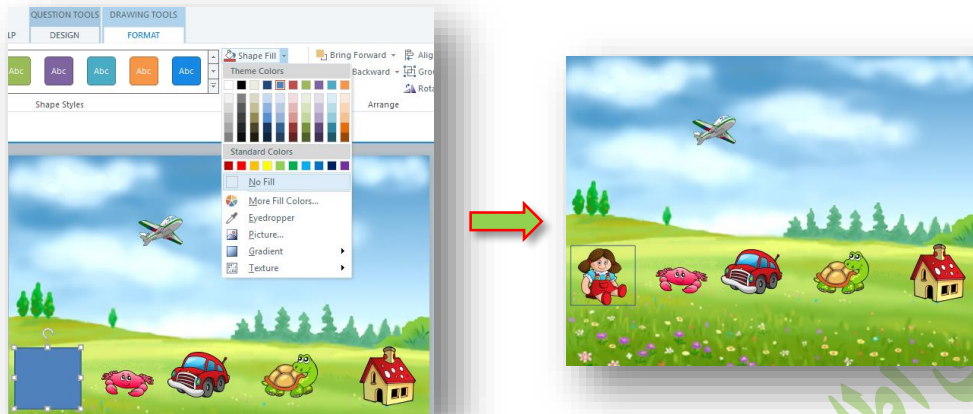 QUESTION TOOLS DRAWING TOOLS
LP DESIGN FORMAT
Abc Abc Abc Abc Abc
Shape Fill
Bring Forward Alig
Theme Colors
Backward Grou
Rota
Shape Styles
Arrange
Standard Colors
No Fill
More Fill Colors...
Eyedropper
Picture...
Gradient
Texture